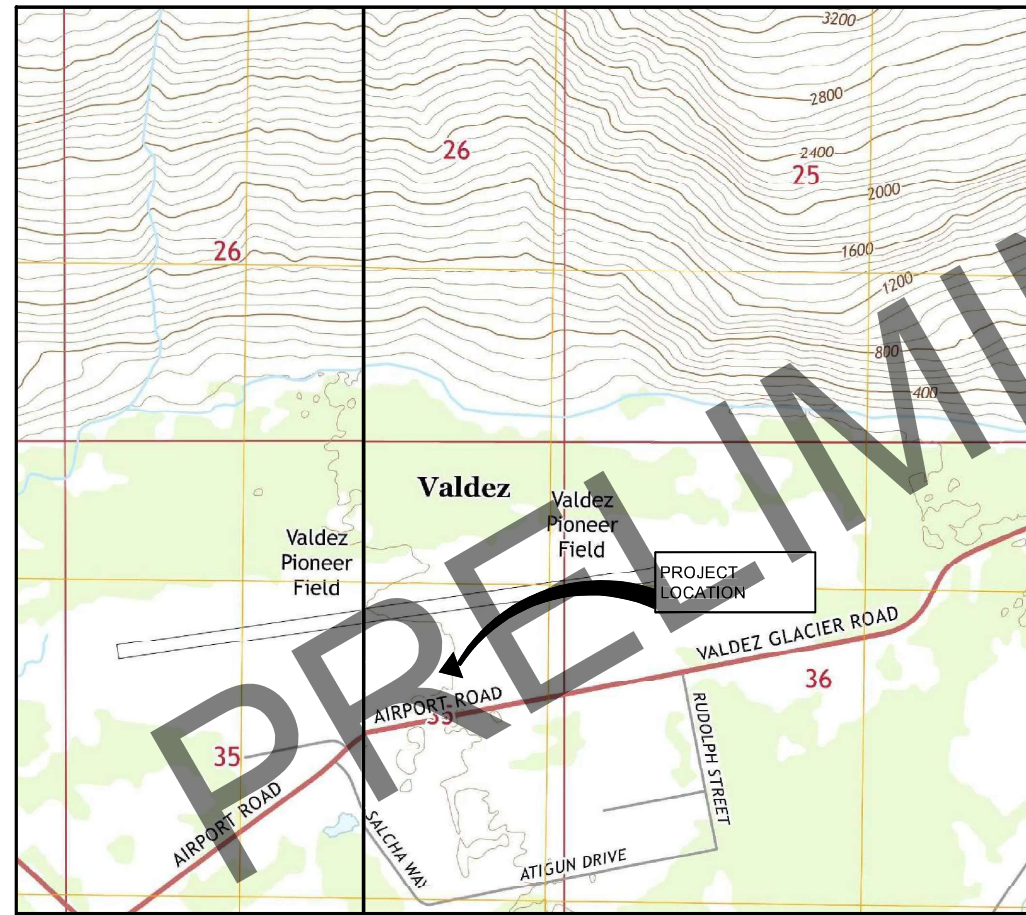 3200
2800
26
2400
25
2000
26
1600
1200
800
400
Valdez
Valdez
Pioneer
Field
Valdez
Pioneer
Field
PROJECT
LOCATION
VALDEZ GLACIER ROAD
36
AIRPORT ROAD
35
35
RUDOLPH STREET
AIRPORT ROAD
SALCHA WAY
ATIGUN DRIVE